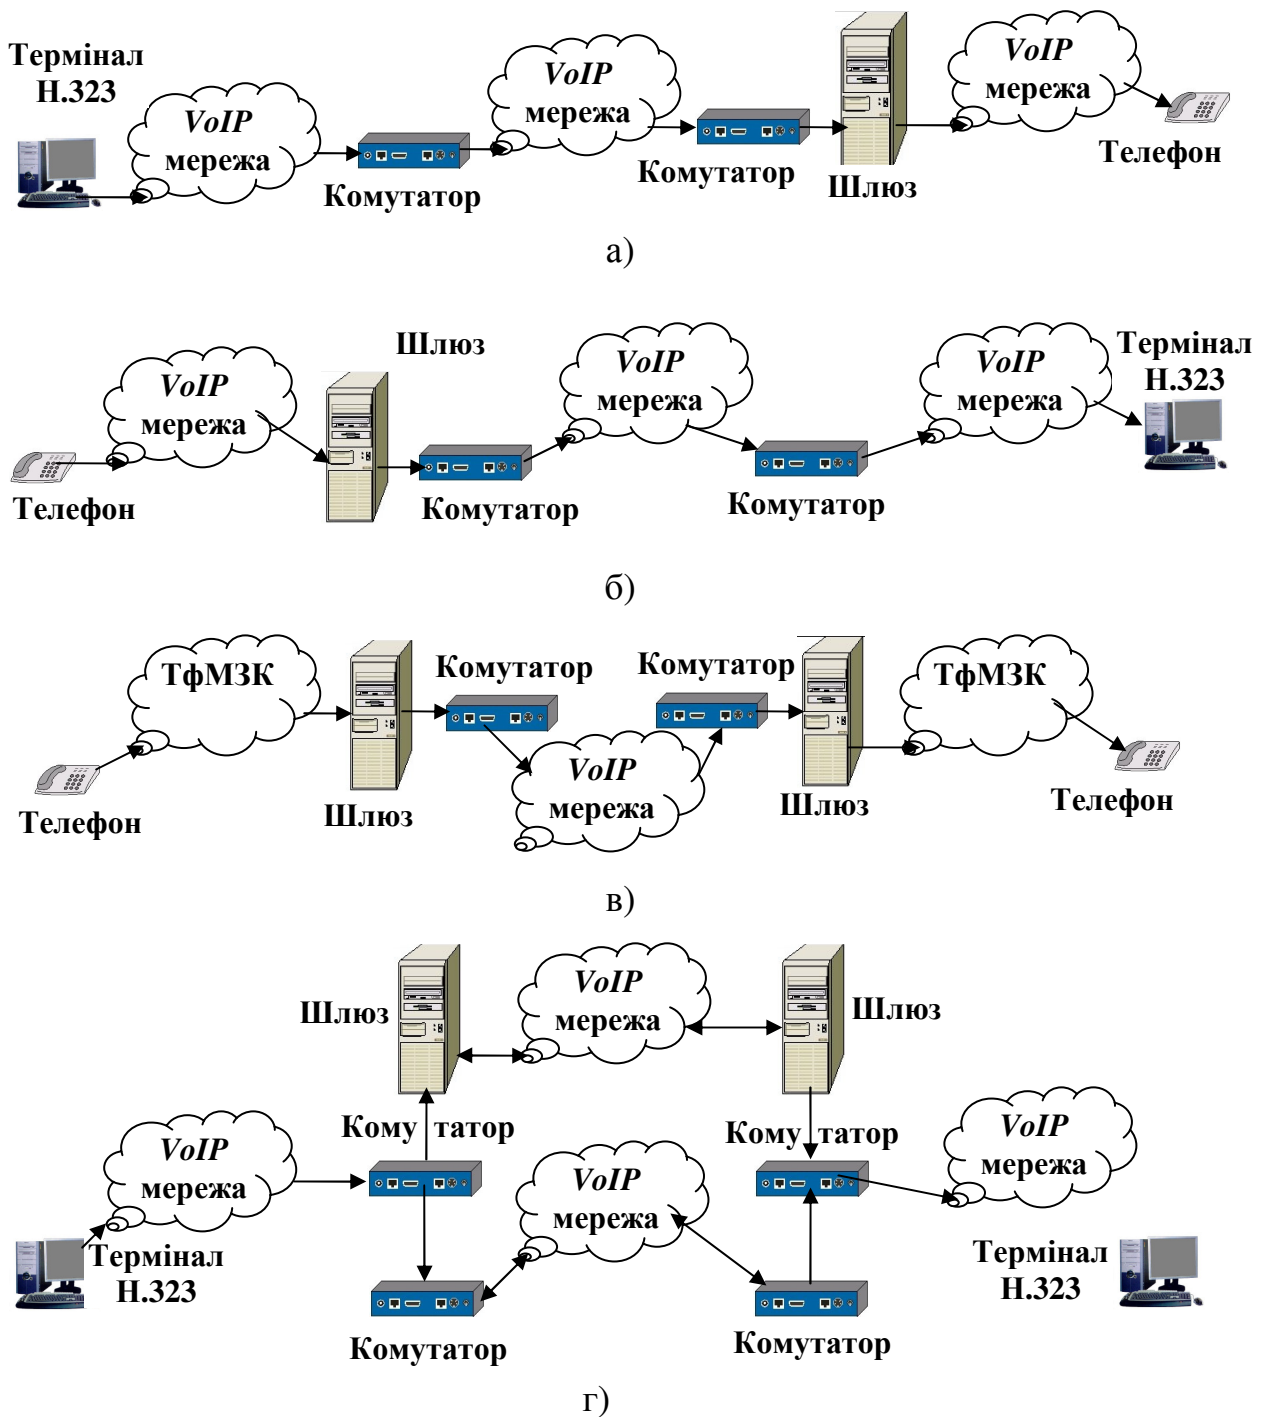 Термінал
Н.323
VoIP
мережа
Комутатор
VoIP
мережа
Комутатор
Шлюз
VoIP
мережа
Телефон
а)
Телефон
VoIP
мережа
Шлюз
Комутатор
VoIP
мережа
Комутатор
VoIP
мережа
Термінал
Н.323
б)
Телефон
ТфМЗК
Шлюз
Комутатор
VoIP
мережа
Комутатор
Шлюз
ТфМЗК
Телефон
в)
Шлюз
VoIP
мережа
Шлюз
VoIP
мережа
Термінал
Н.323
Кому татор
VoIP
мережа
Кому татор
VoIP
мережа
Термінал
Н.323
Комутатор
Комутатор
г)